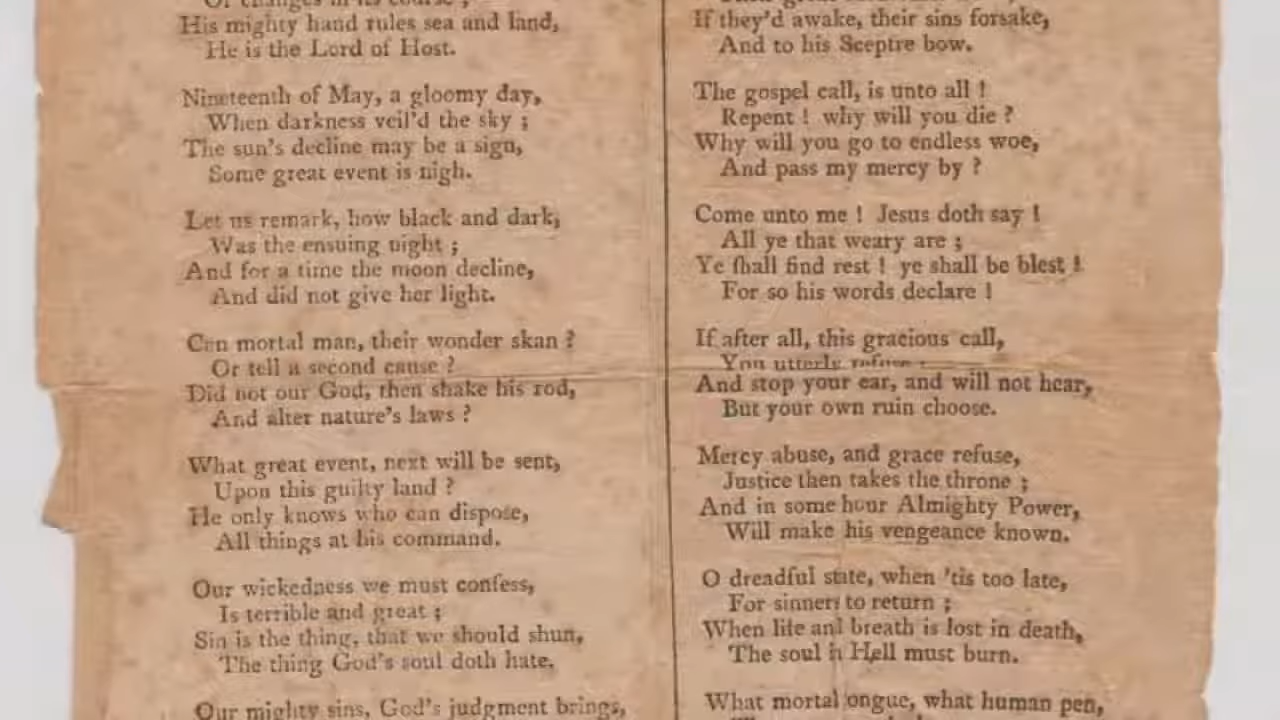 Of changes in its course ;
His mighty hand rules sea and land,
He is the Lord of Host.
Nineteenth of May, a gloomy day,
When darkness veil'd the sky ;
The sun's decline may be a sign,
Some great event is nigh.
Let us remark, how black and dark,
Was the ensuing night ;
And for a time the moon decline,
And did not give her light.
Can mortal man, their wonder skan ?
Or tell a second cause ?
Did not our God, then shake his rod,
And alter nature's laws ?
What great event, next will be sent,
Upon this guilty land ?
He only knows who can dispose,
All things at his command.
Our wickedness we must confess,
Is terrible and great ;
Sin is the thing, that we should shun,
The thing God's soul doth hate.
Our mighty sins, God's judgment brings,
If they'd awake, their sins forsake,
And to his Sceptre bow.
The gospel call, is unto all !
Repent ! why will you die ?
Why will you go to endless woe,
And pass my mercy by ?
Come unto me ! Jesus doth say !
All ye that weary are ;
Ye ſhall find rest ! ye shall be blest !
For so his words declare !
If after all, this gracious call,
You utterly refuse ;
And stop your ear, and will not hear,
But your own ruin choose.
Mercy abuse, and grace refuse,
Justice then takes the throne ;
And in some hour Almighty Power,
Will make his vengeance known.
O dreadful state, when 'tis too late,
For sinners to return ;
When life and breath is lost in death,
The soul in Hell must burn.
What mortal tongue, what human pen,